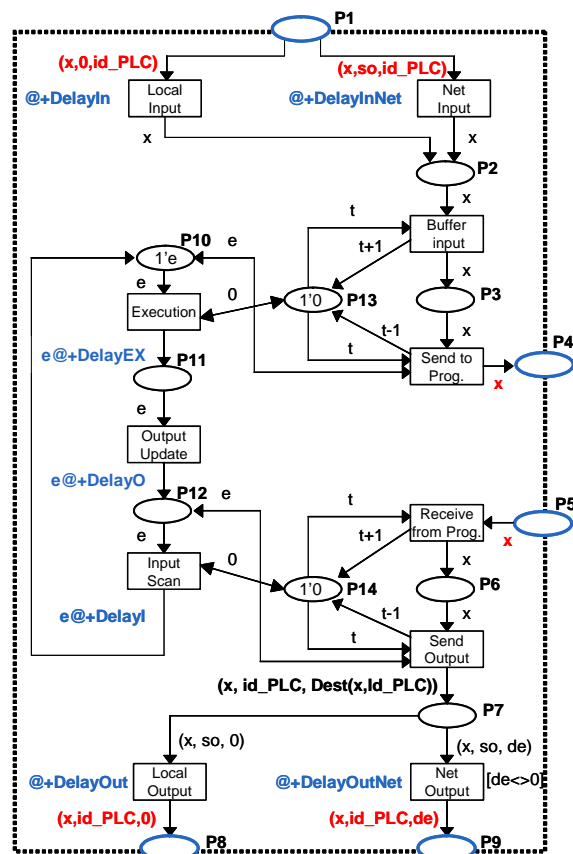 P1
(x,0,id_PLC)
(x,so,id_PLC)
@+DelayIn
Local
Input
@+DelayInNet
Net
Input
x
x
P2
x
t
Buffer
input
P10
e
t+1
1'e
x
e
0
1'0
P13
P3
Execution
t-1
x
P4
e@+DelayEX
P11
t
Send to
Prog.
x
e
Output
Update
e@+DelayO
P12
e
t
Receive
from Prog.
P5
x
e
t+1
x
0
Input
Scan
1'0
P14
P6
e@+DelayI
t-1
x
t
Send
Output
(x, id_PLC, Dest(x,Id_PLC))
P7
(x, so, 0)
(x, so, de)
@+DelayOut
Local
Output
@+DelayOutNet
Net
Output
[de<>0]
(x,id_PLC,0)
(x,id_PLC,de)
P8
P9